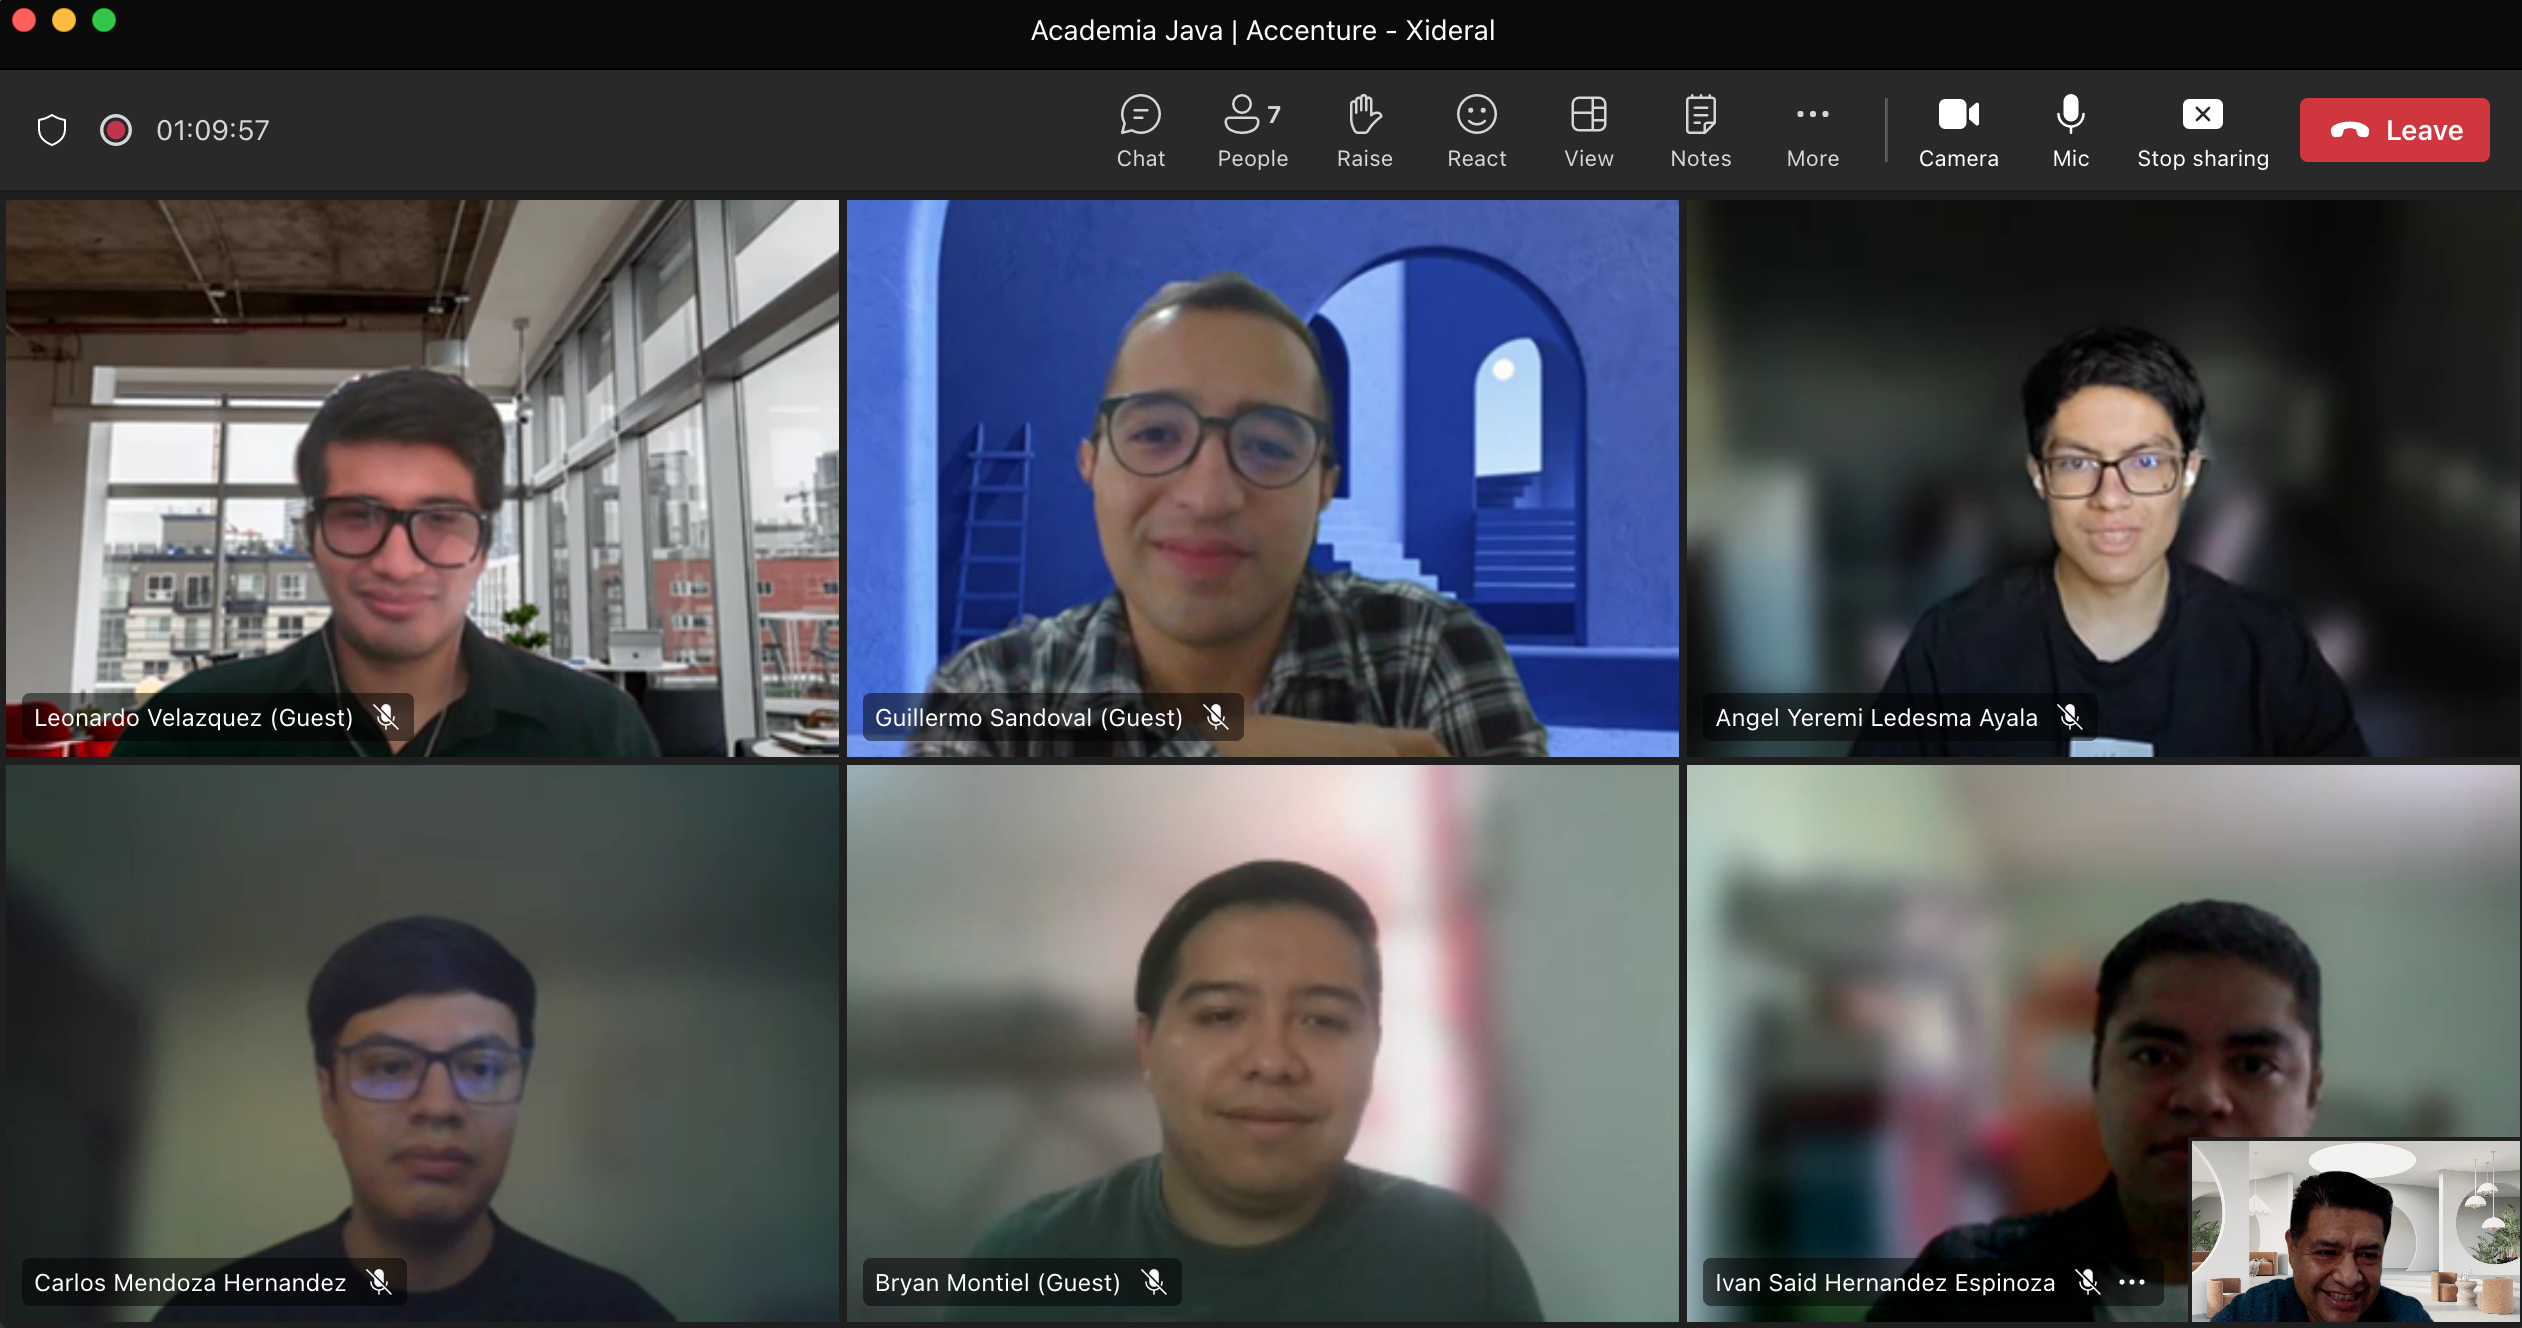 Academia Java | Accenture - Xideral
01:09:57
7
Chat People Raise React View Notes More Camera Mic Stop sharing Leave
Leonardo Velazquez (Guest)
Guillermo Sandoval (Guest)
Angel Yeremi Ledesma Ayala
Carlos Mendoza Hernandez
Bryan Montiel (Guest)
Ivan Said Hernandez Espinoza